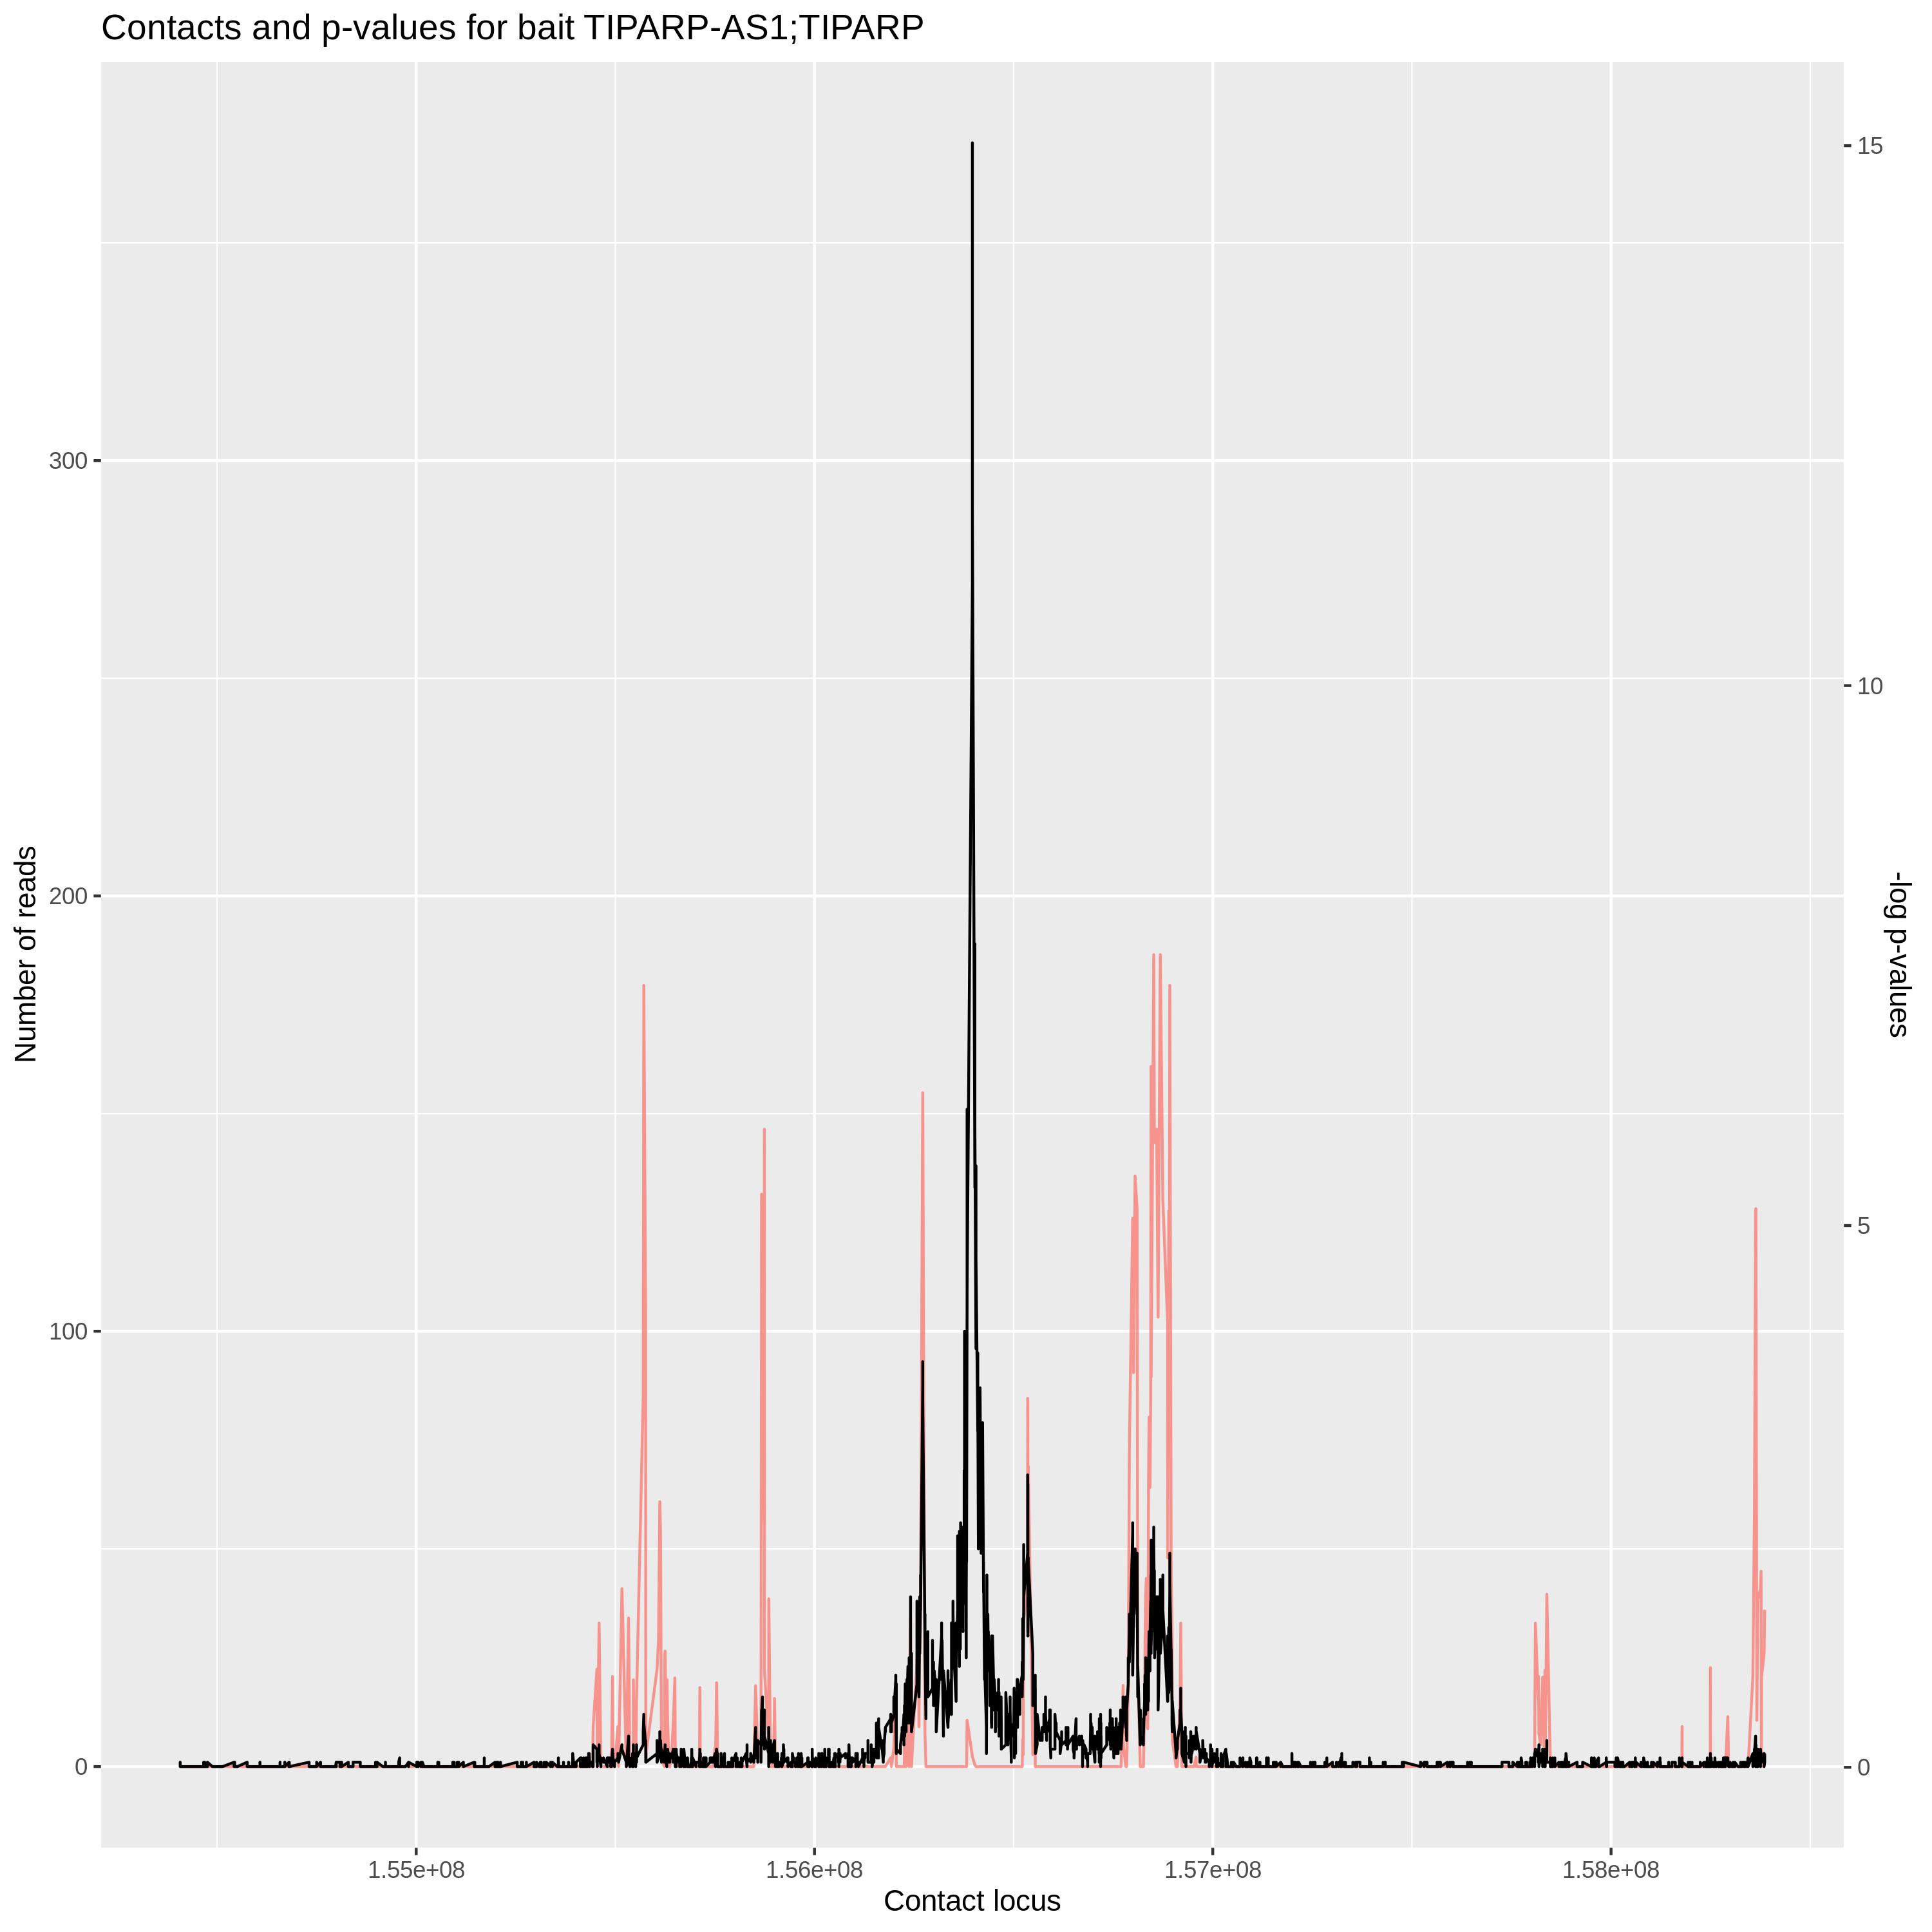 Contacts and p-values for bait TIPARP-AS1;TIPARP
Number of reads
300
200
100
0
15
10
5
0
-log p-values
1.55e+08
1.56e+08
1.57e+08
1.58e+08
Contact locus